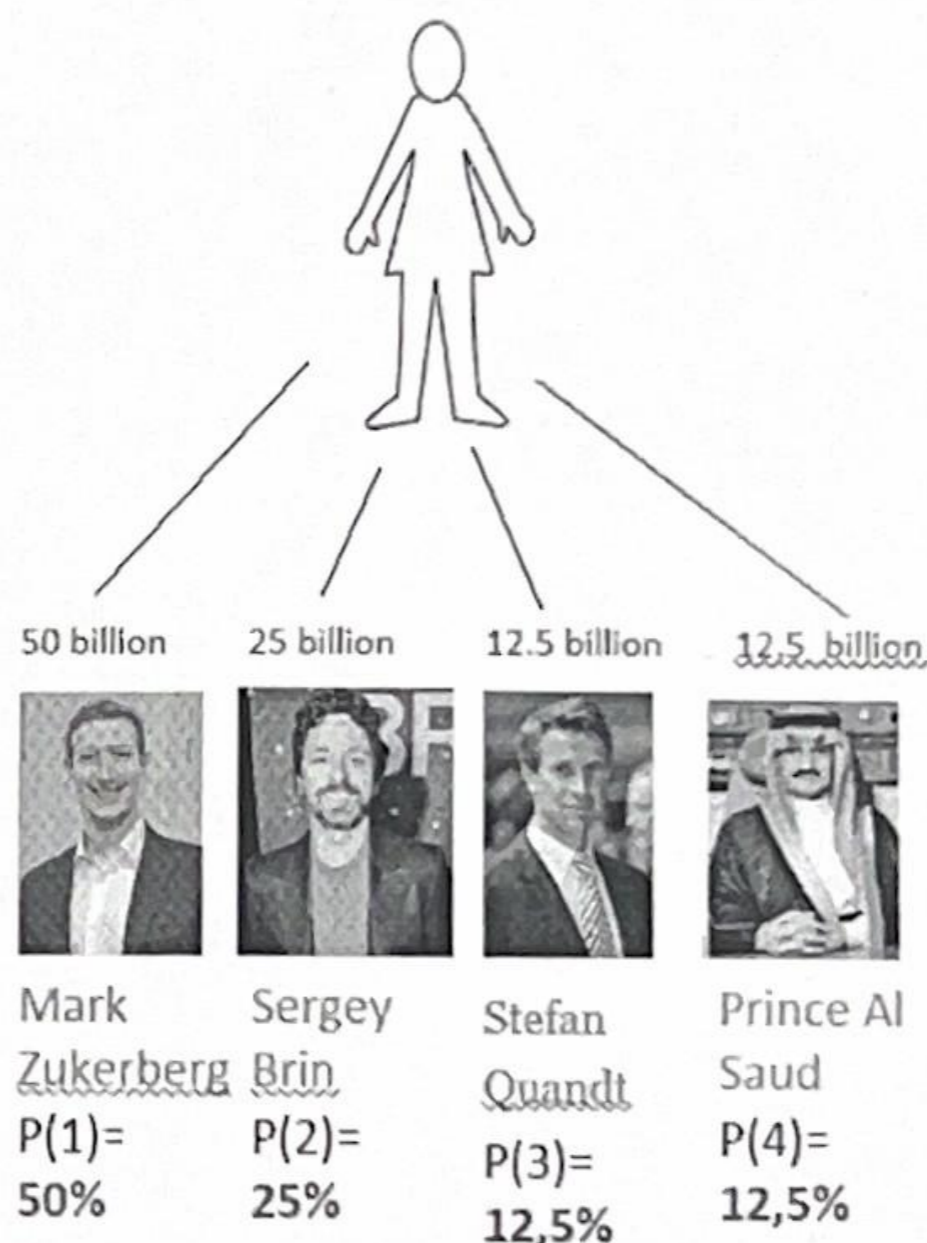 50 billion
25 billion
12.5 billion
12.5 billion
Mark
Zukerberg
P(1)=
50%
Sergey
Brin
P(2)=
25%
Stefan
Quandt
P(3)=
12,5%
Prince Al
Saud
P(4)=
12,5%